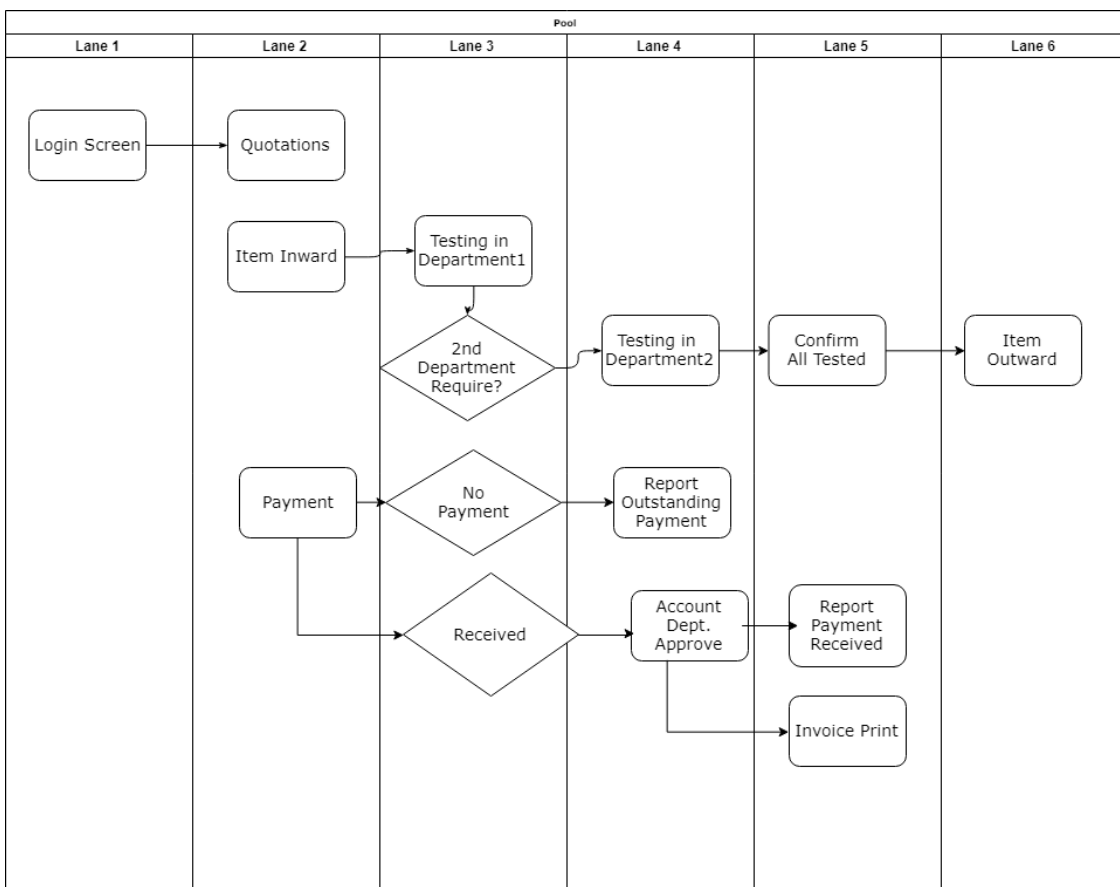 Pool
Lane 1
Lane 2
Lane 3
Lane 4
Lane 5
Lane 6
Login Screen
Quotations
Item Inward
Testing in
Department1
2nd
Department
Require?
Testing in
Department2
Confirm
All Tested
Item
Outward
Payment
No
Payment
Report
Outstanding
Payment
Received
Account
Dept.
Approve
Report
Payment
Received
Invoice Print